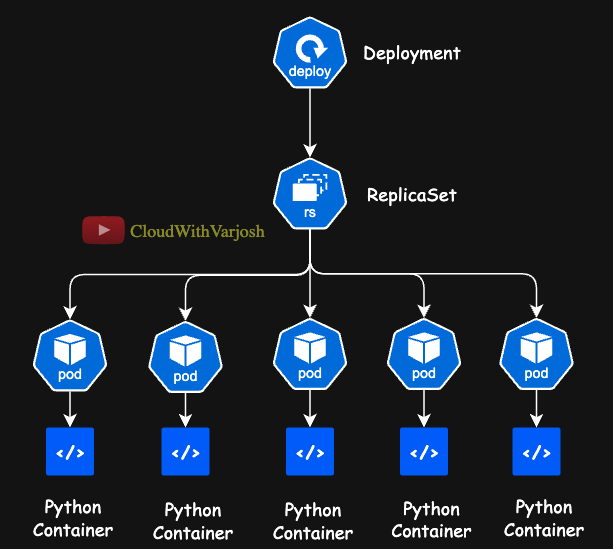 deploy
Deployment
rs
ReplicaSet
CloudWithVarjosh
pod
pod
pod
pod
pod
</>
</>
</>
</>
</>
Python
Container
Python
Container
Python
Container
Python
Container
Python
Container